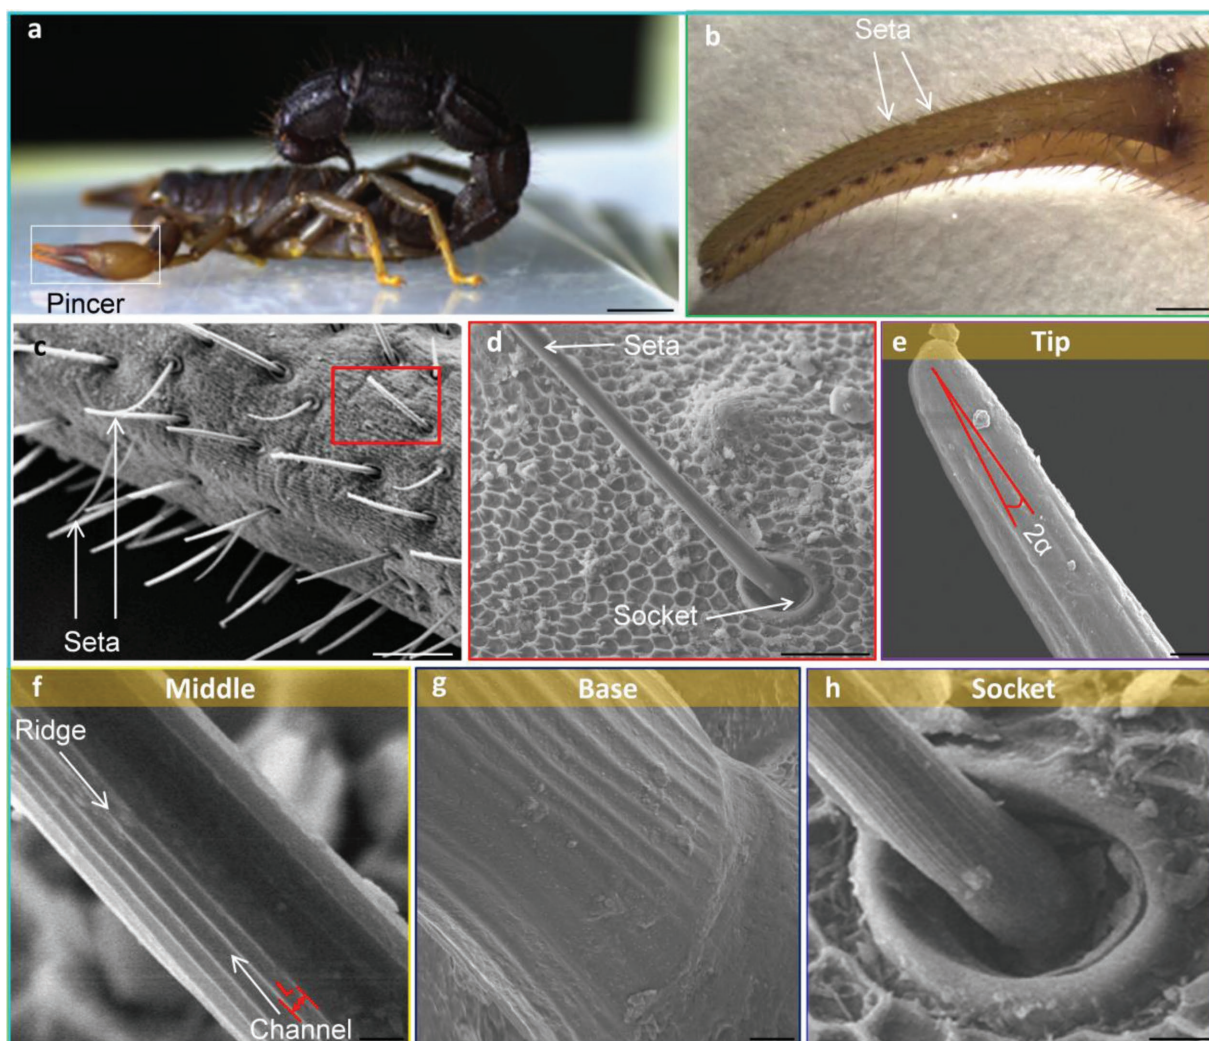 a
Pincer
b
Seta
c
Seta
d
Seta
Socket
e
Tip
2α
f
Middle
Ridge
L
Channel
g
Base
h
Socket